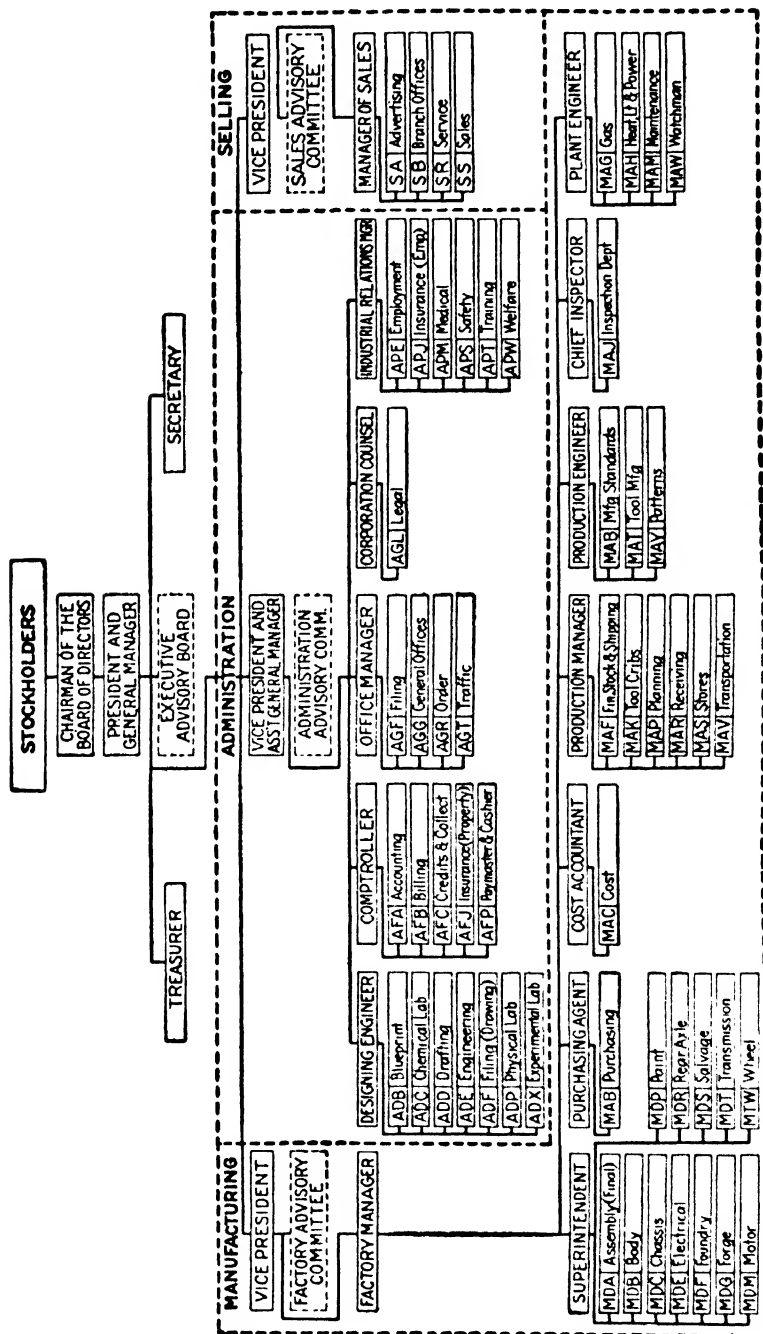 STOCKHOLDERS
CHAIRMAN OF THE
BOARD OF DIRECTORS
PRESIDENT AND
GENERAL MANAGER
TREASURER
EXECUTIVE
ADVISORY BOARD
SECRETARY
MANUFACTURING
VICE PRESIDENT
FACTORY ADVISORY
COMMITTEE
FACTORY MANAGER
ADMINISTRATION
VICE PRESIDENT AND
ASS'T GENERAL MANAGER
ADMINISTRATION
ADVISORY COMM.
SELLING
VICE PRESIDENT
SALES ADVISORY
COMMITTEE
DESIGNING ENGINEER
ADB Blueprint
ADC Chemical Lab
ADD Drafting
ADE Engineering
ADF Filing (Drawing)
ADP Physical Lab
ADX Experimental Lab
COMPTROLLER
AFA Accounting
AFB Billing
AFC Credits & Collect
AFJ Insurance (Property)
AFP Paymaster & Cashier
OFFICE MANAGER
AGF Filing
AGG General Offices
AGR Order
AGT Traffic
CORPORATION COUNSEL
AGL Legal
INDUSTRIAL RELATIONS MGR
APE Employment
APJ Insurance (Emp)
APM Medical
APS Safety
APT Training
APW Welfare
MANAGER OF SALES
SA Advertising
SB Branch Offices
SR Service
SS Sales
SUPERINTENDENT
MDA Assembly (Final)
MDB Body
MDC Chassis
MDE Electrical
MDF Foundry
MDG Forge
MDM Motor
MDP Paint
MDR Rear Axle
MDS Salvage
MDT Transmission
MTW Wheel
PURCHASING AGENT
MAB Purchasing
COST ACCOUNTANT
MAC Cost
PRODUCTION MANAGER
MAF Fin. Stock & Shipping
MAK Tool Cribs
MAP Planning
MAR Receiving
MAS Stores
MAV Transportation
PRODUCTION ENGINEER
MAB Mfg Standards
MAT Tool Mfg
MAY Patterns
CHIEF INSPECTOR
MAJ Inspection Dept
PLANT ENGINEER
MAG Gas
MAH Heat, Lt & Power
MAM Maintenance
MAW Watchman